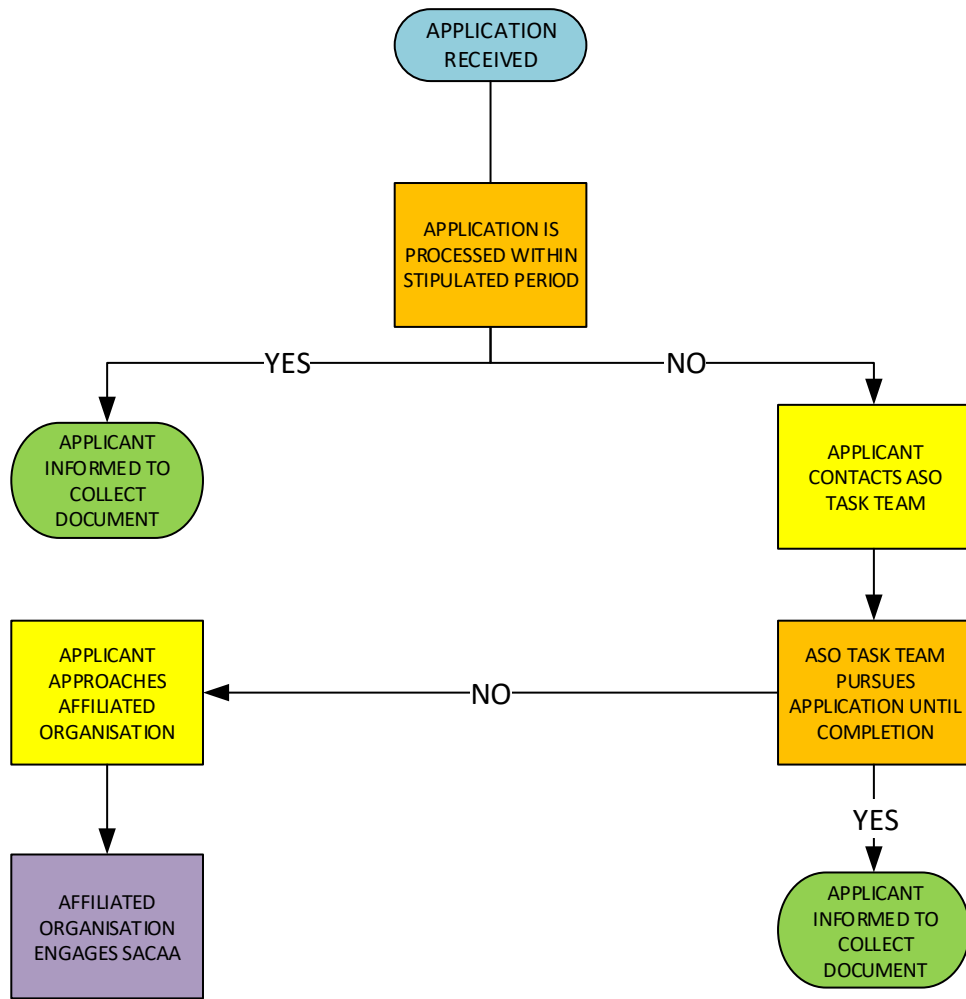 APPLICATION
RECEIVED
APPLICATION IS
PROCESSED WITHIN
STIPULATED PERIOD
YES
NO
APPLICANT
INFORMED TO
COLLECT
DOCUMENT
APPLICANT
CONTACTS ASO
TASK TEAM
APPLICANT
APPROACHES
AFFILIATED
ORGANISATION
NO
ASO TASK TEAM
PURSUES
APPLICATION UNTIL
COMPLETION
YES
AFFILIATED
ORGANISATION
ENGAGES SACAA
APPLICANT
INFORMED TO
COLLECT
DOCUMENT